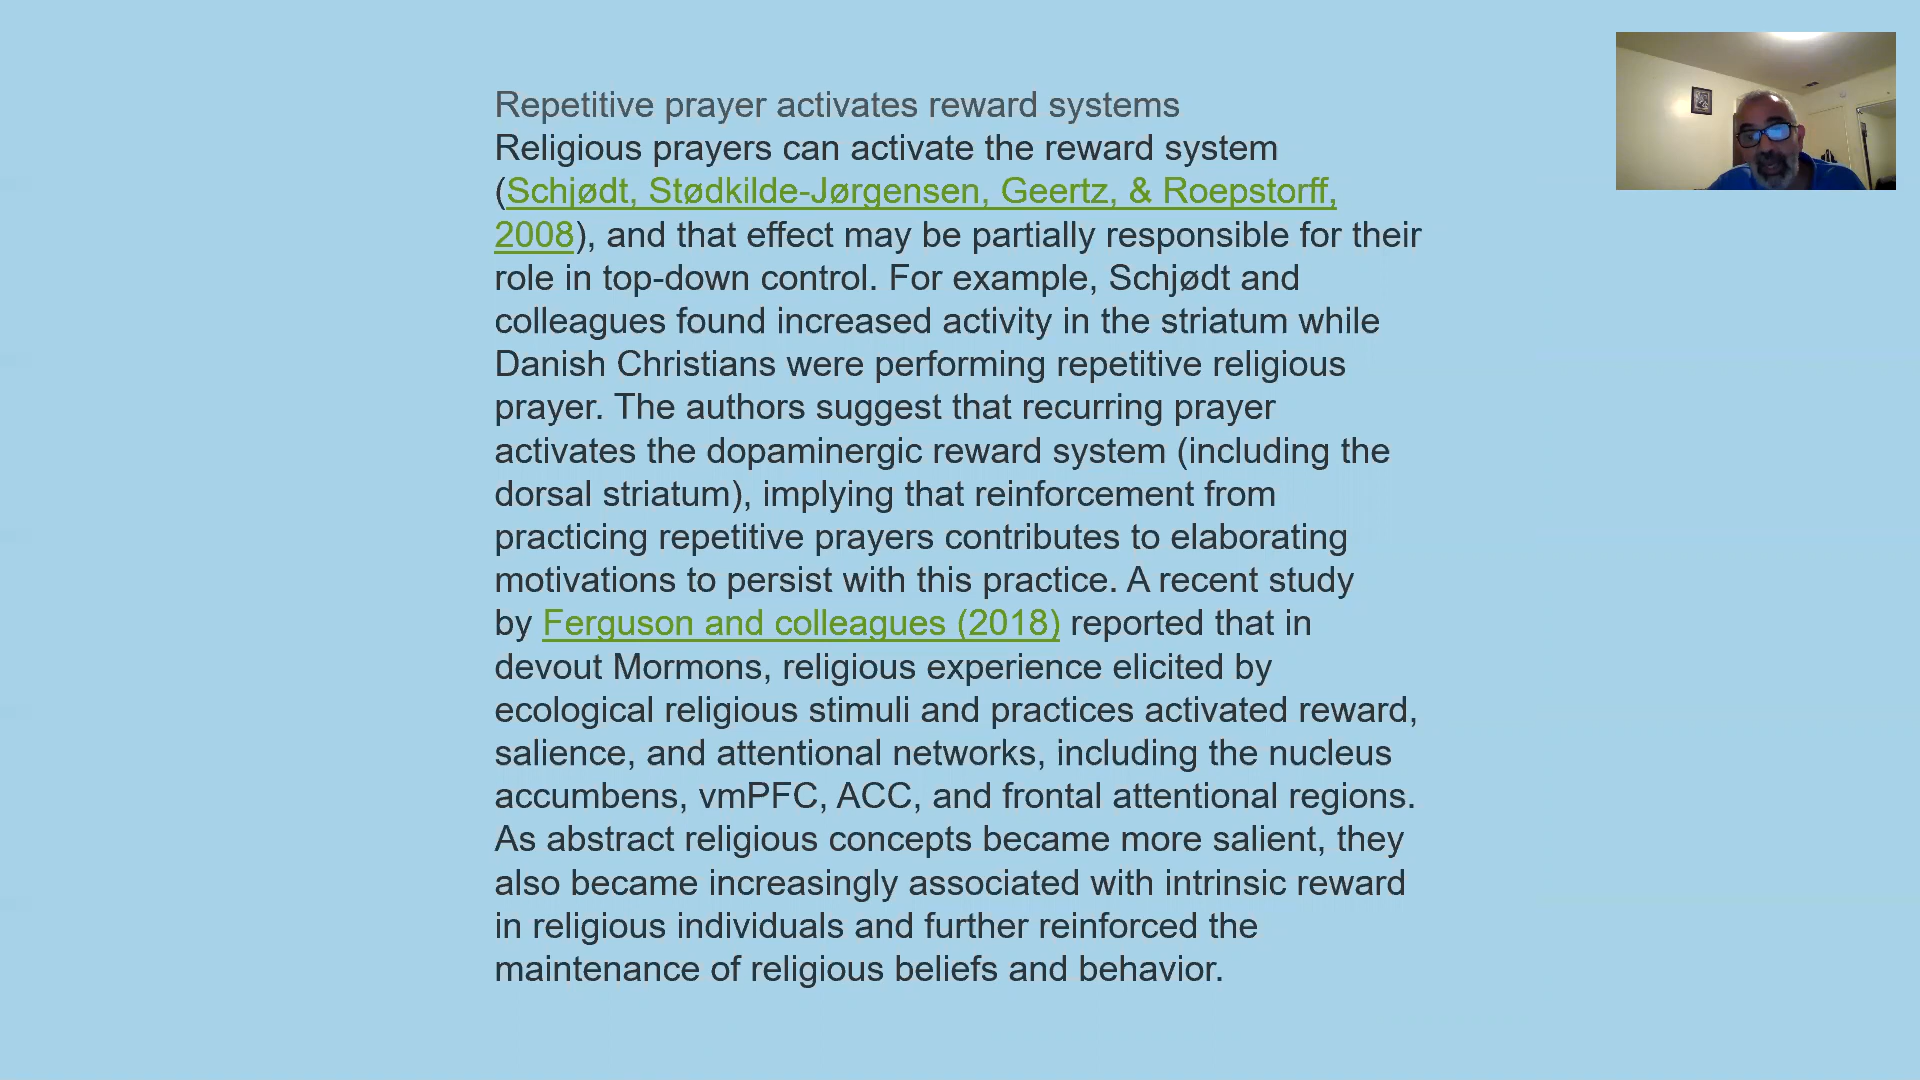 Repetitive prayer activates reward systems
Religious prayers can activate the reward system
(Schjødt, Stødkilde-Jørgensen, Geertz, & Roepstorff,
2008), and that effect may be partially responsible for their
role in top-down control. For example, Schjødt and
colleagues found increased activity in the striatum while
Danish Christians were performing repetitive religious
prayer. The authors suggest that recurring prayer
activates the dopaminergic reward system (including the
dorsal striatum), implying that reinforcement from
practicing repetitive prayers contributes to elaborating
motivations to persist with this practice. A recent study
by Ferguson and colleagues (2018) reported that in
devout Mormons, religious experience elicited by
ecological religious stimuli and practices activated reward,
salience, and attentional networks, including the nucleus
accumbens, vmPFC, ACC, and frontal attentional regions.
As abstract religious concepts became more salient, they
also became increasingly associated with intrinsic reward
in religious individuals and further reinforced the
maintenance of religious beliefs and behavior.